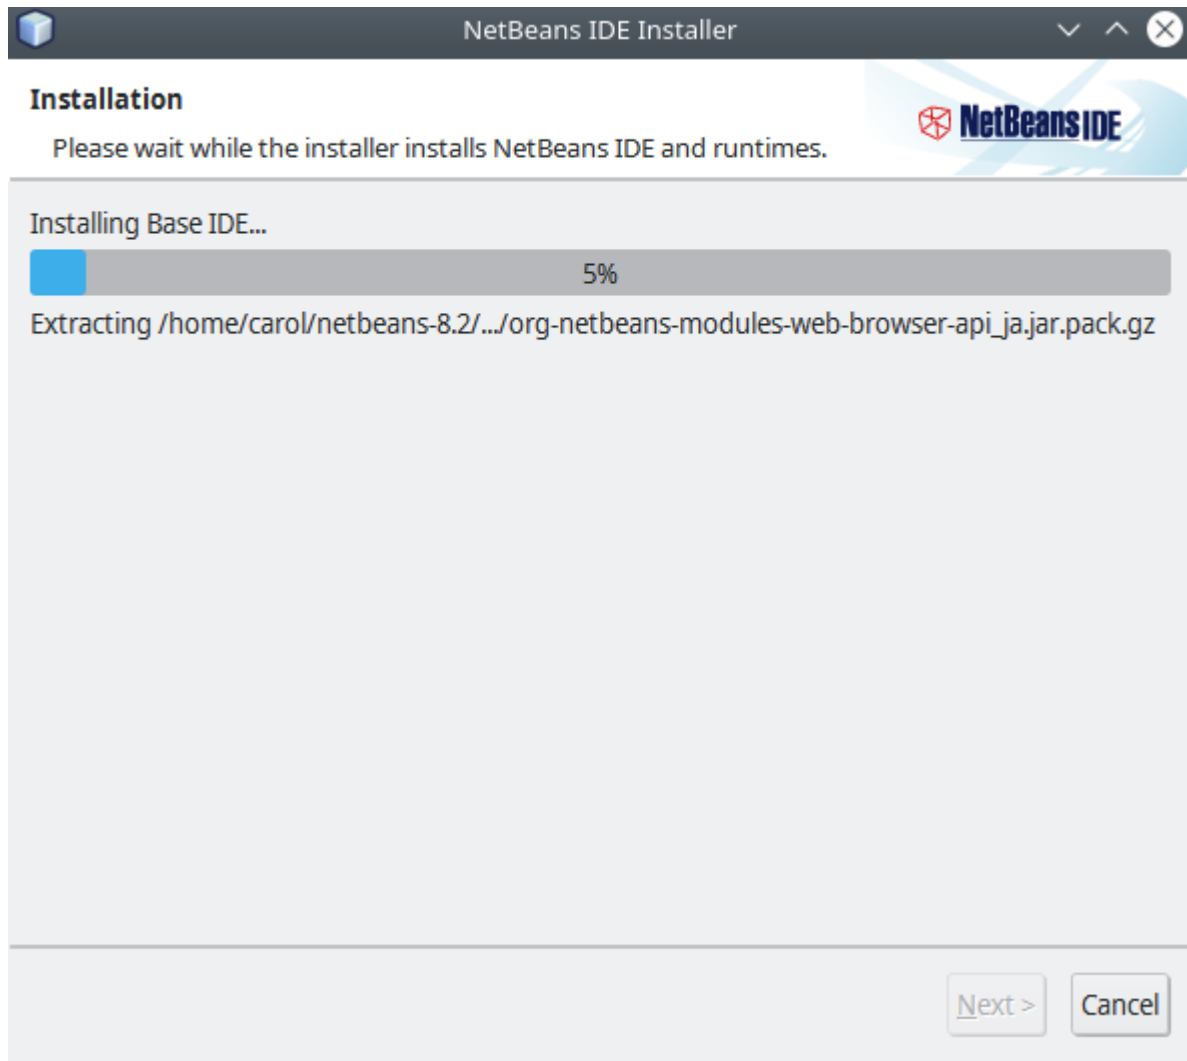 NetBeans IDE Installer
Installation
NetBeans IDE
Please wait while the installer installs NetBeans IDE and runtimes.
Installing Base IDE...
5%
Extracting /home/carol/netbeans-8.2/.../org-netbeans-modules-web-browser-api_ja.jar.pack.gz
Next >
Cancel